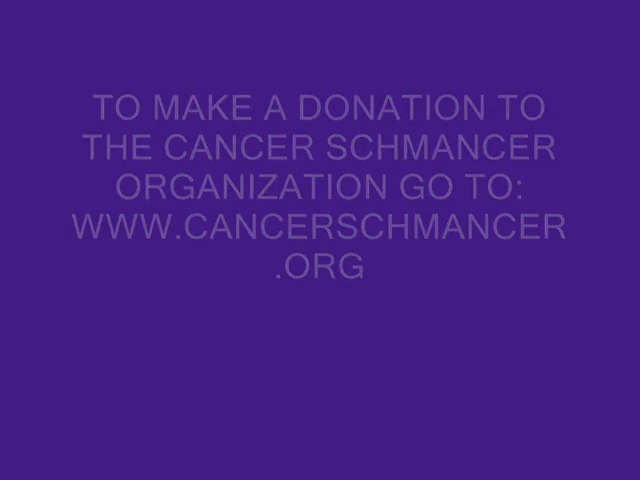 TO MAKE A DONATION TO
THE CANCER SCHMANCER
ORGANIZATION GO TO:
WWW.CANCERSCHMANCER
.ORG